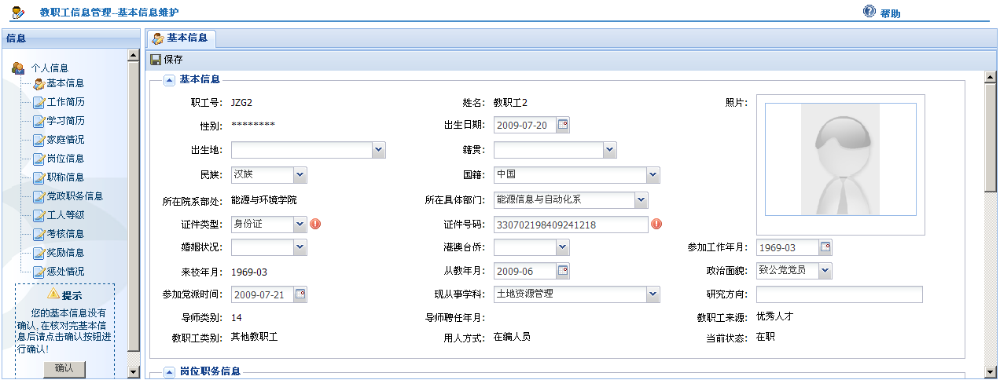 教职工信息管理--基本信息维护
帮助
信息
个人信息
基本信息
工作简历
学习简历
家庭情况
岗位信息
职称信息
党政职务信息
工人等级
考核信息
奖励信息
惩处情况
提示
您的基本信息没有
确认,在核对完基本信
息后请点击确认按钮进
行确认!
确认
基本信息
保存
基本信息
职工号: JZG2 姓名: 教职工2 照片:
性别: ******** 出生日期: 2009-07-20
出生地: 籍贯:
民族: 汉族 国籍: 中国
所在院系部处: 能源与环境学院 所在具体部门: 能源信息与自动化系
证件类型: 身份证 证件号码: 330702198409241218
婚姻状况: 港澳台侨: 参加工作年月: 1969-03
来校年月: 1969-03 从教年月: 2009-06 政治面貌: 致公党党员
参加党派时间: 2009-07-21 现从事学科: 土地资源管理 研究方向:
导师类别: 14 导师聘任年月: 教职工来源: 优秀人才
教职工类别: 其他教职工 用人方式: 在编人员 当前状态: 在职
岗位职务信息